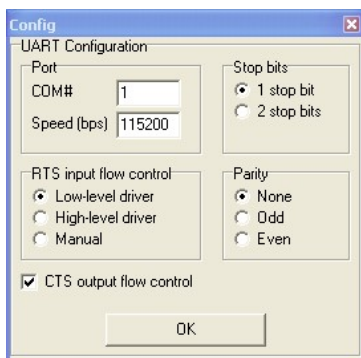 Config
UART Configuration
Port
COM#
1
Speed (bps)
115200
Stop bits
1 stop bit
2 stop bits
RTS input flow control
Low-level driver
High-level driver
Manual
Parity
None
Odd
Even
CTS output flow control
OK